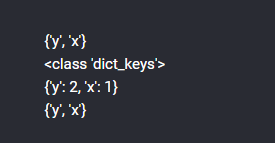 {'y', 'x'}
<class 'dict_keys'>
{'y': 2, 'x': 1}
{'y', 'x'}